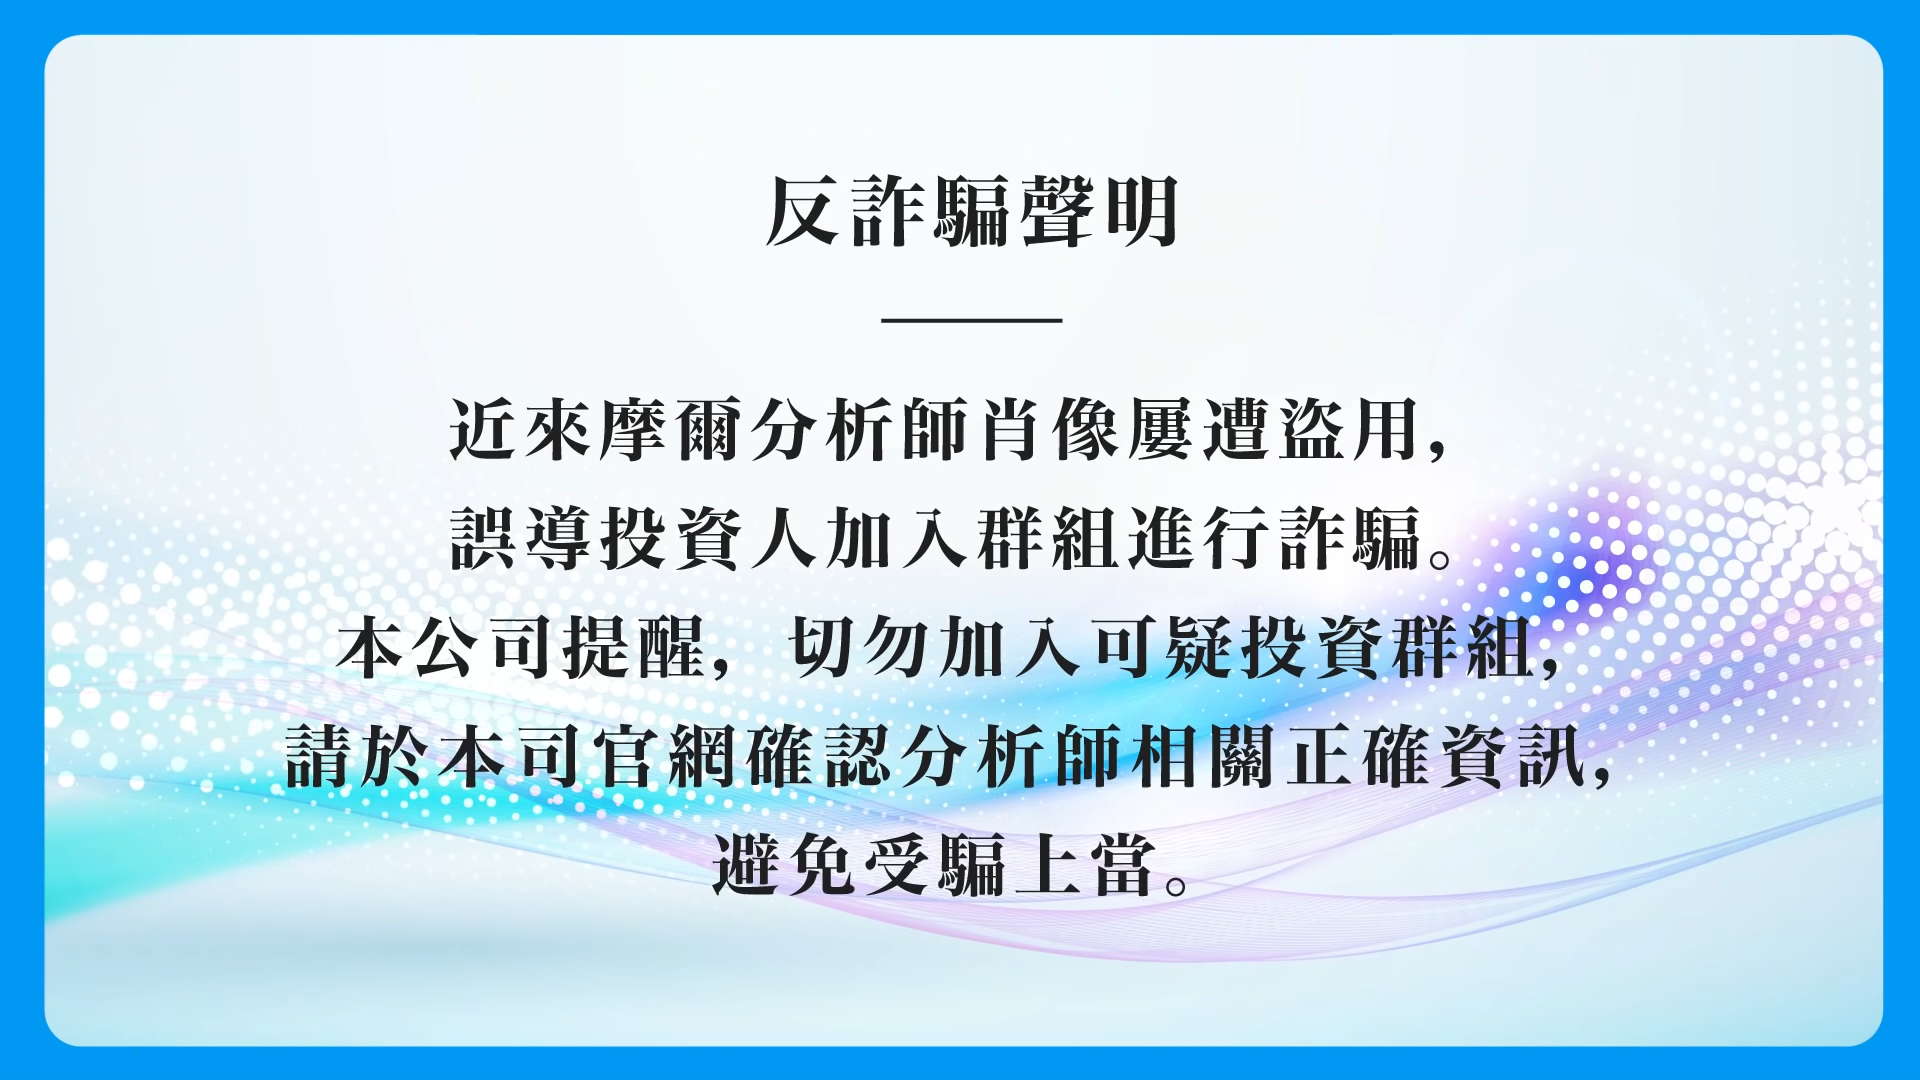 反詐騙聲明
近來摩爾分析師肖像屢遭盜用，
誤導投資人加入群組進行詐騙。
本公司提醒，切勿加入可疑投資群組，
請於本司官網確認分析師相關正確資訊，
避免受騙上當。